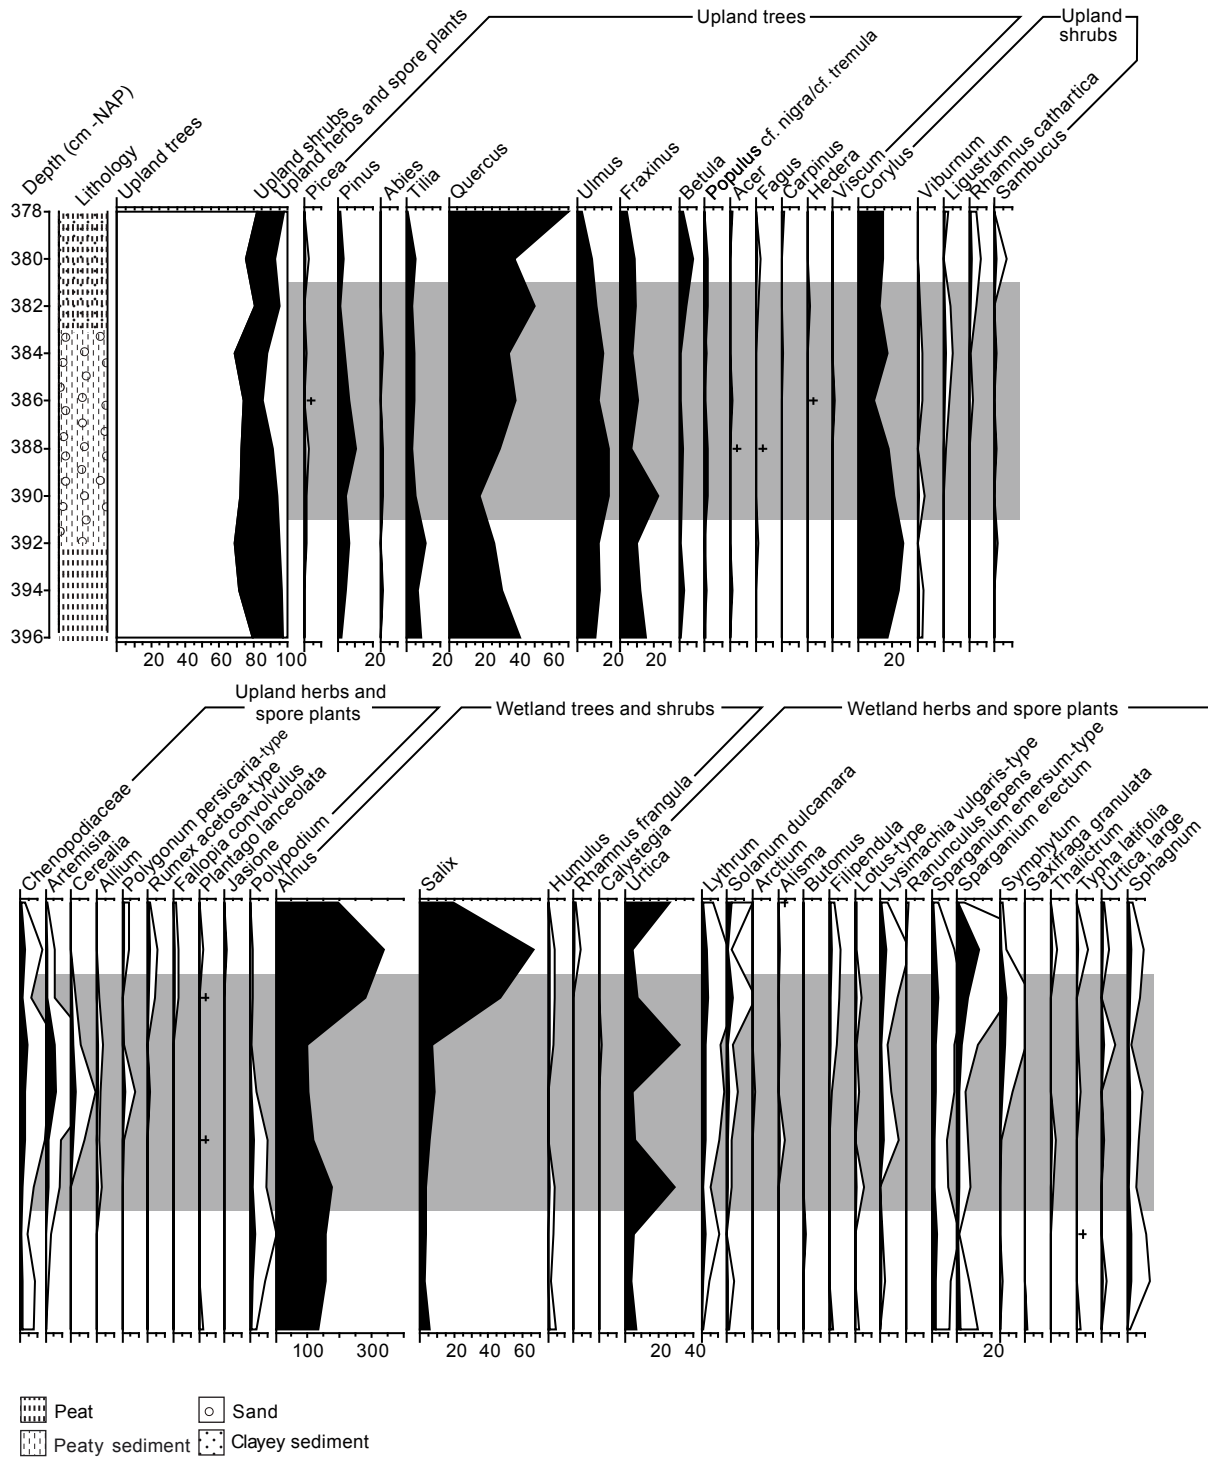 Upland trees
Upland
shrubs
Depth (cm -NAP)
Lithology
Upland trees
Upland shrubs
Upland herbs and spore plants
Picea
Pinus
Abies
Tilia
Quercus
Ulmus
Fraxinus
Betula
Populus cf. nigra/cf. tremula
Acer
Fagus
Carpinus
Hedera
Viscum
Corylus
Viburnum
Ligustrum
Rhamnus cathartica
Sambucus
378
380
382
384
386
388
390
392
394
396
+ +
+ +
20 40 60 80 100 20 20 20 40 60 20 20 20
Upland herbs and
spore plants
Wetland trees and shrubs
Wetland herbs and spore plants
Chenopodiaceae
Artemisia
Cerealia
Allium
Polygonum persicaria-type
Rumex acetosa-type
Fallopia convolvulus
Plantago lanceolata
Jasione
Polypodium
Alnus
Salix
Humulus
Rhamnus frangula
Calystegia
Urtica
Lythrum
Solanum dulcamara
Arctium
Alisma
Butomus
Filipendula
Lotus-type
Lysimachia vulgaris-type
Ranunculus repens
Sparganium emersum-type
Sparganium erectum
Symphytum
Saxifraga granulata
Thalictrum
Typha latifolia
Urtica, large
Sphagnum
+
+
+
+
100 300 20 40 60 20 40 20
Peat
Sand
Peaty sediment
Clayey sediment